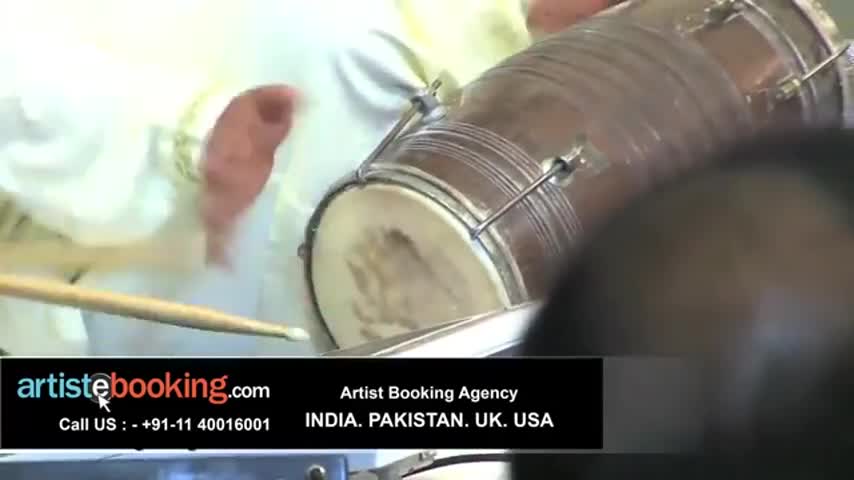 artistebooking.com
Call US : - +91-11 40016001
Artist Booking Agency
INDIA. PAKISTAN. UK. USA